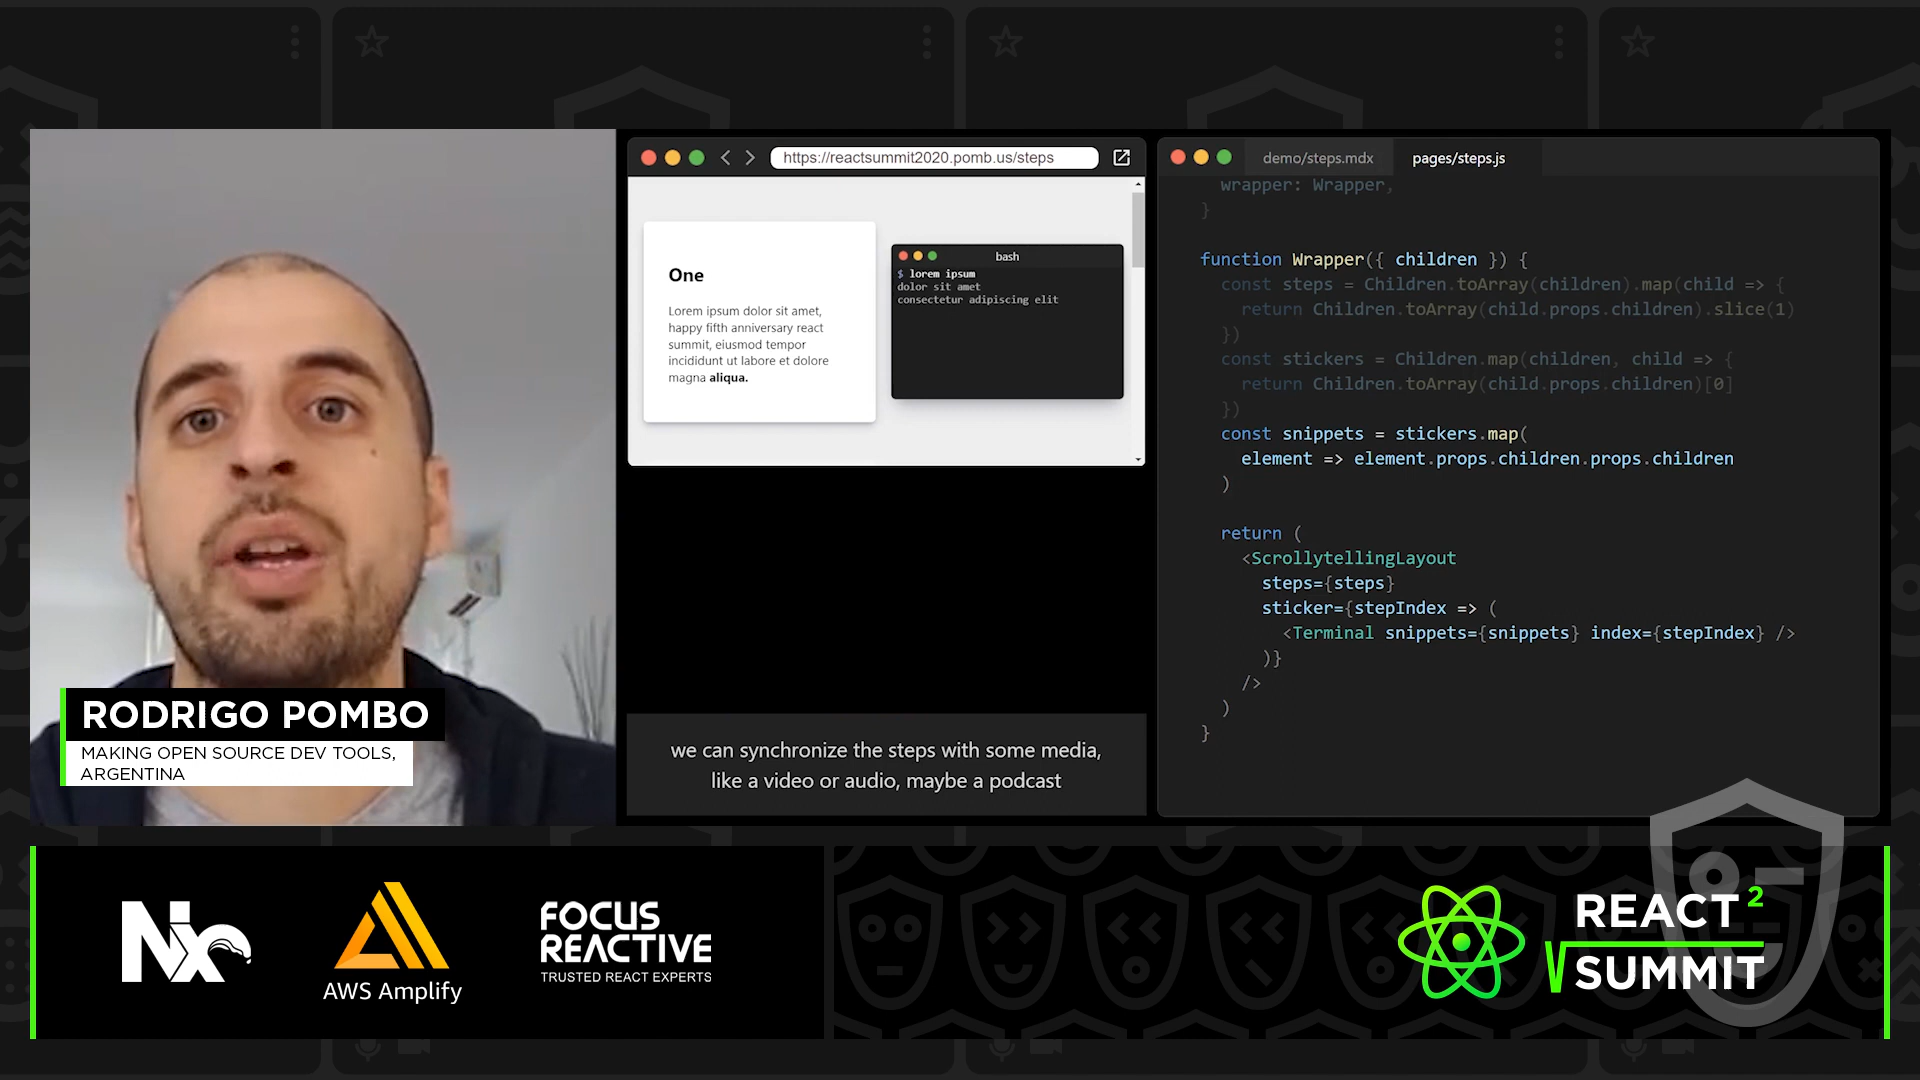 RODRIGO POMBO
MAKING OPEN SOURCE DEV TOOLS,
ARGENTINA
https://reactsummit2020.pomb.us/steps
One
Lorem ipsum dolor sit amet,
happy fifth anniversary react
summit, eiusmod tempor
incididunt ut labore et dolore
magna aliqua.
bash
$ lorem ipsum
dolor sit amet
consectetur adipiscing elit
we can synchronize the steps with some media,
like a video or audio, maybe a podcast
demo/steps.mdx
pages/steps.js
wrapper: Wrapper,
}
function Wrapper({ children }) {
const steps = Children.toArray(children).map(child => {
return Children.toArray(child.props.children).slice(1)
})
const stickers = Children.map(children, child => {
return Children.toArray(child.props.children)[0]
})
const snippets = stickers.map(
element => element.props.children.props.children
)
return (
<ScrollytellingLayout
steps={steps}
sticker={stepIndex => (
<Terminal snippets={snippets} index={stepIndex} />
)}
/>
)
}
Nx
AWS Amplify
FOCUS
REACTIVE
TRUSTED REACT EXPERTS
REACT 2
SUMMIT